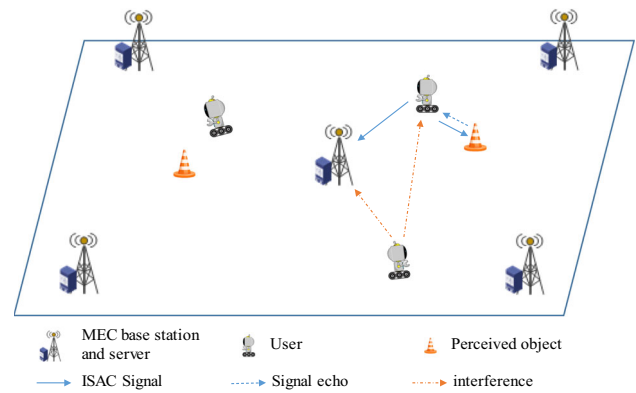 MEC base station
and server
User
Perceived object
ISAC Signal
Signal echo
interference